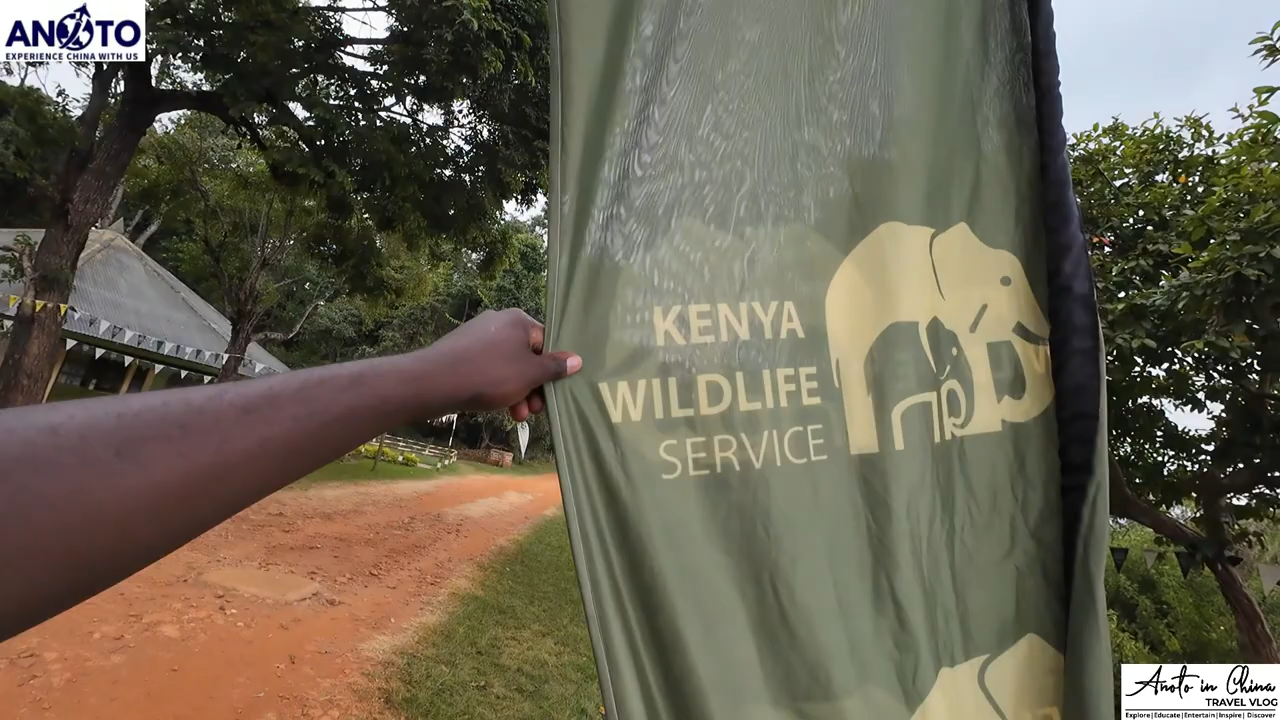 ANOTO
EXPERIENCE CHINA WITH US
KENYA
WILDLIFE
SERVICE
Anoto in China
TRAVEL VLOG
Explore|Educate|Entertain|Inspire| Discover